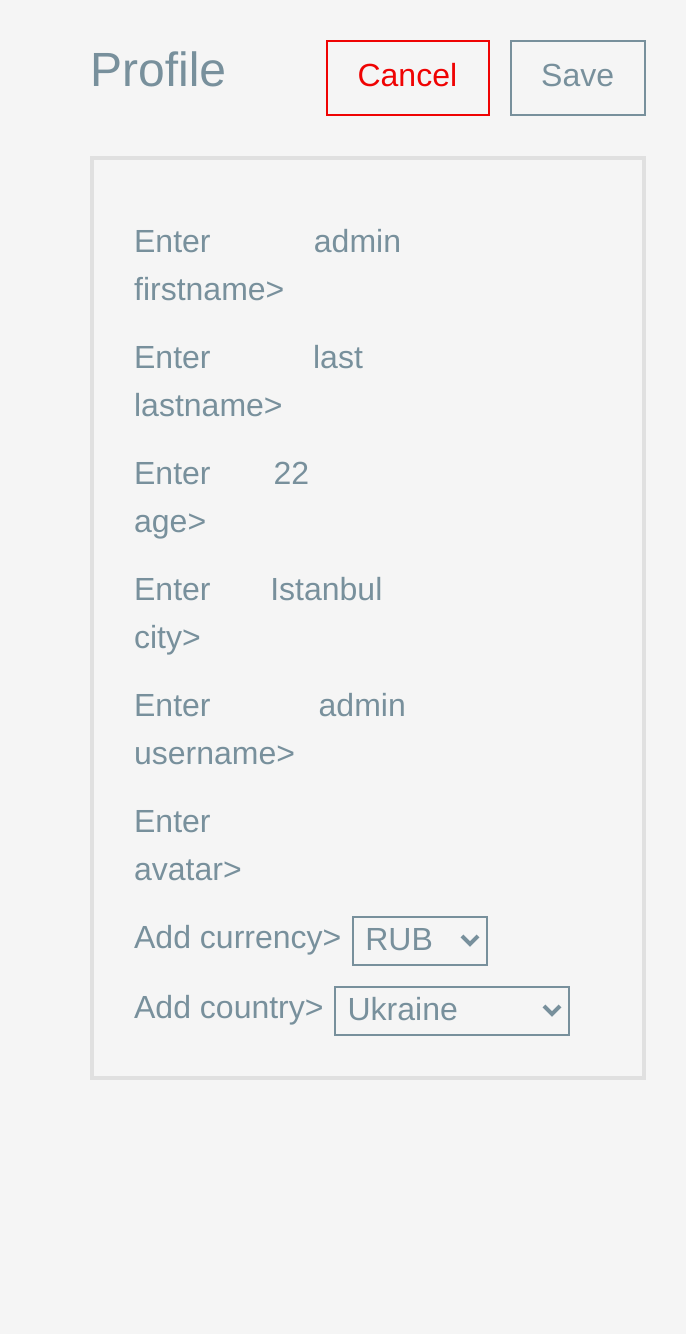 Profile Cancel Save
Enter admin
firstname>
Enter last
lastname>
Enter 22
age>
Enter Istanbul
city>
Enter admin
username>
Enter
avatar>
Add currency> RUB
Add country> Ukraine